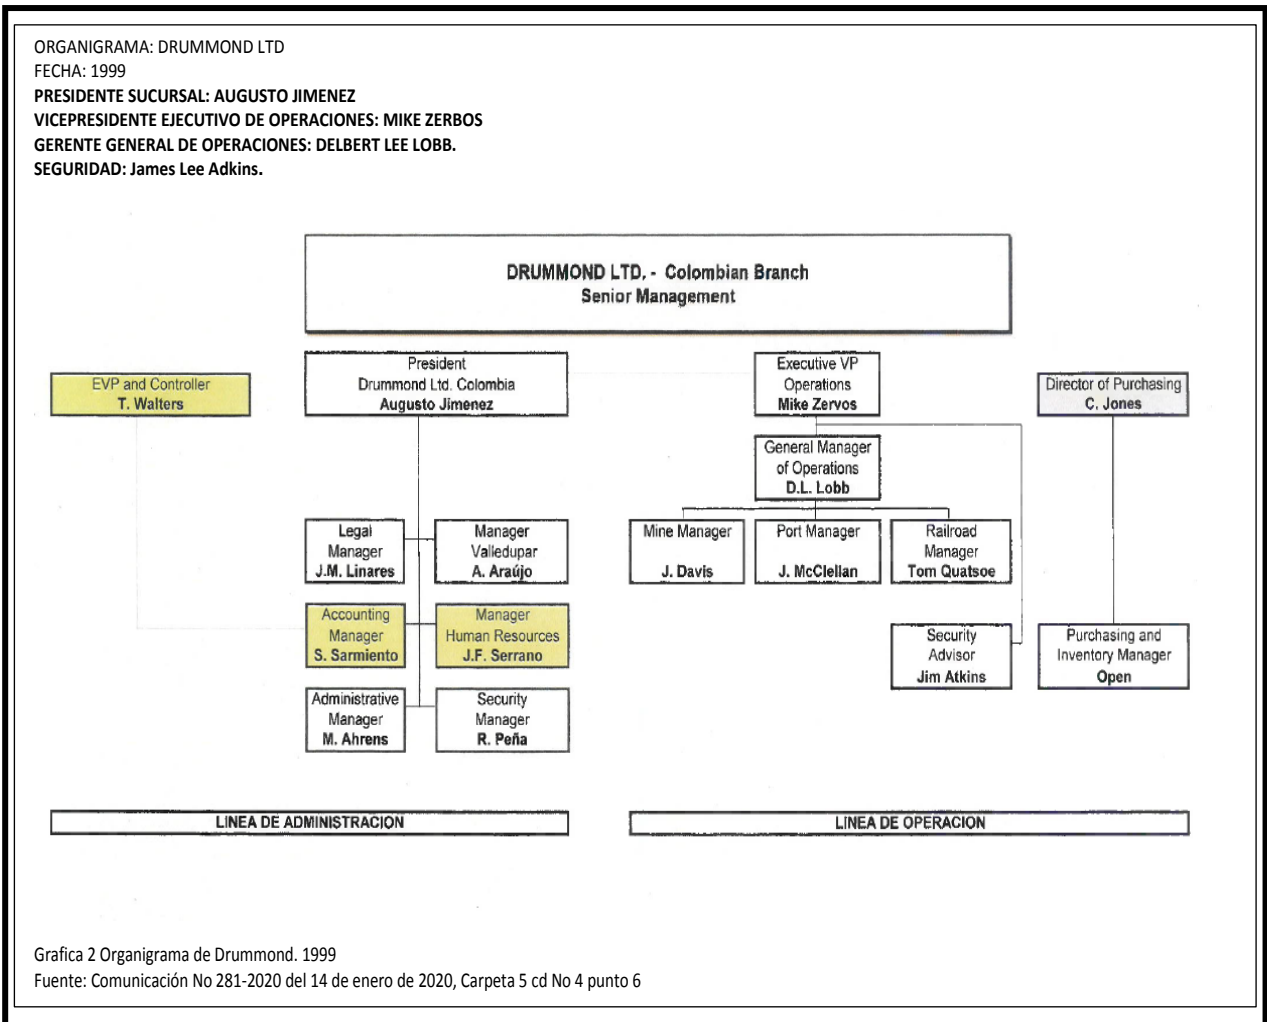 ORGANIGRAMA: DRUMMOND LTD
FECHA: 1999
PRESIDENTE SUCURSAL: AUGUSTO JIMENEZ
VICEPRESIDENTE EJECUTIVO DE OPERACIONES: MIKE ZERBOS
GERENTE GENERAL DE OPERACIONES: DELBERT LEE LOBB.
SEGURIDAD: James Lee Adkins.
DRUMMOND LTD. - Colombian Branch
Senior Management
EVP and Controller
T. Walters
President
Drummond Ltd. Colombia
Augusto Jimenez
Executive VP
Operations
Mike Zervos
Director of Purchasing
C. Jones
General Manager
of Operations
D.L. Lobb
Legal
Manager
J.M. Linares
Manager
Valledupar
A. Araújo
Mine Manager
J. Davis
Port Manager
J. McClellan
Railroad
Manager
Tom Quatsoe
Accounting
Manager
S. Sarmiento
Manager
Human Resources
J.F. Serrano
Security
Advisor
Jim Atkins
Purchasing and
Inventory Manager
Open
Administrative
Manager
M. Ahrens
Security
Manager
R. Peña
LINEA DE ADMINISTRACION
LINEA DE OPERACION
Grafica 2 Organigrama de Drummond. 1999
Fuente: Comunicación No 281-2020 del 14 de enero de 2020, Carpeta 5 cd No 4 punto 6